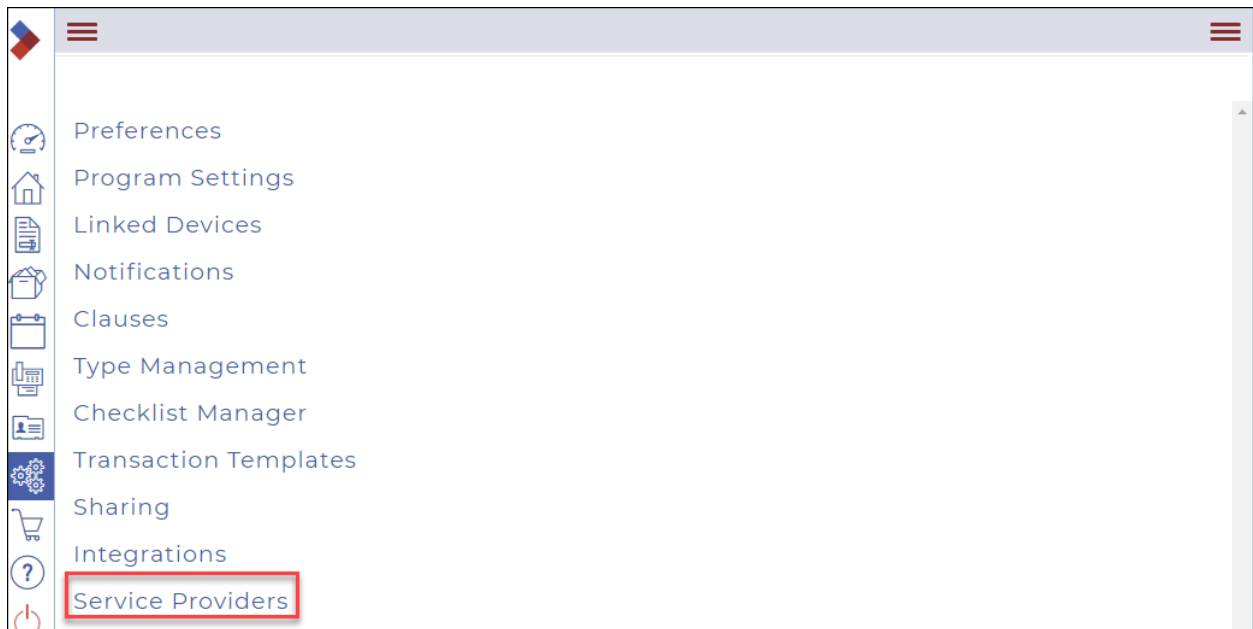 Preferences
Program Settings
Linked Devices
Notifications
Clauses
Type Management
Checklist Manager
Transaction Templates
Sharing
Integrations
?
Service Providers